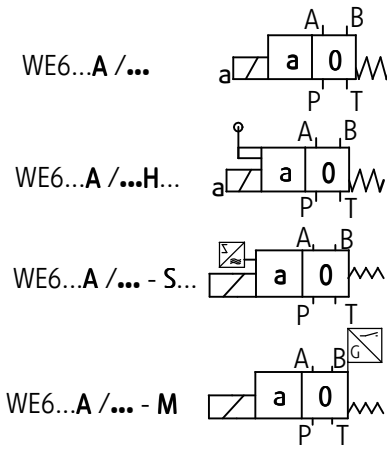 A B
WE6...A /•••
a a 0
P T
A B
WE6...A /•••H...
a a 0
P T
A B
WE6...A /••• - S...
a 0
P T
A B
G
WE6...A /••• - M
a 0
P T